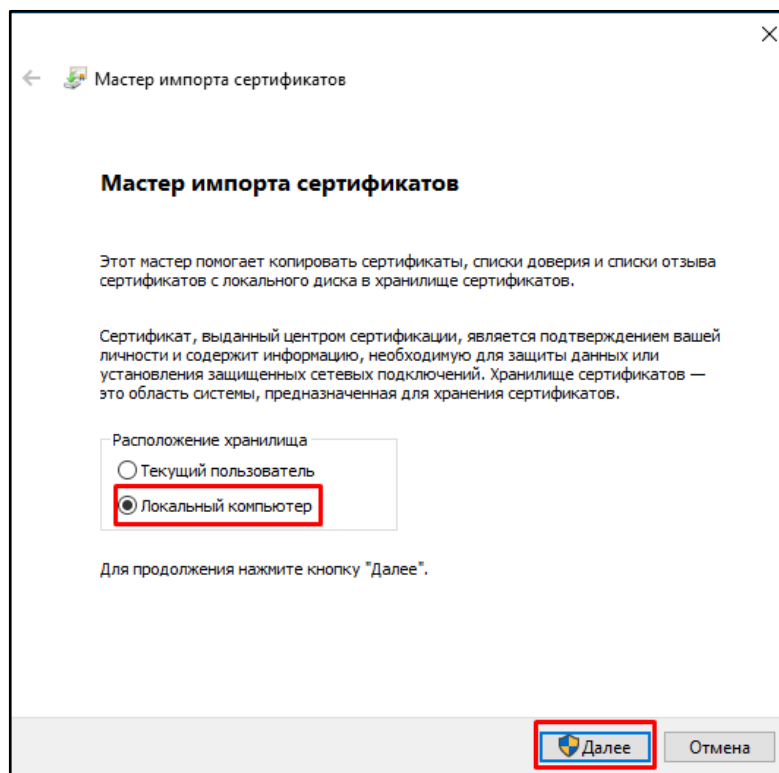 Мастер импорта сертификатов
Мастер импорта сертификатов
Этот мастер помогает копировать сертификаты, списки доверия и списки отзыва
сертификатов с локального диска в хранилище сертификатов.
Сертификат, выданный центром сертификации, является подтверждением вашей
личности и содержит информацию, необходимую для защиты данных или
установления защищенных сетевых подключений. Хранилище сертификатов —
это область системы, предназначенная для хранения сертификатов.
Расположение хранилища
Текущий пользователь
Локальный компьютер
Для продолжения нажмите кнопку "Далее".
Далее
Отмена